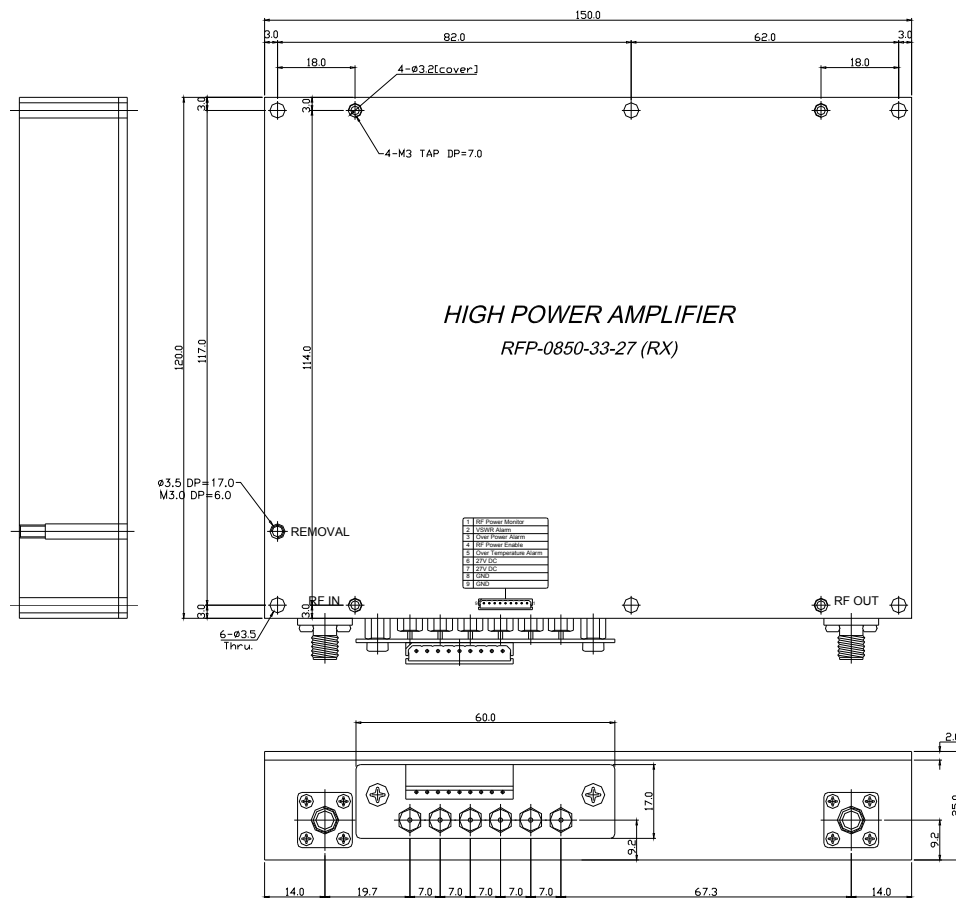 150.0
3.0
82.0
62.0
3.0
18.0
4-ø3.2[cover]
18.0
3.0
3.0
4-M3 TAP DP=7.0
HIGH POWER AMPLIFIER
RFP-0850-33-27 (RX)
120.0
117.0
114.0
ø3.5 DP=17.0
M3.0 DP=6.0
REMOVAL
1 RF Power Monitor
2 VSWR Alarm
3 Over Power Alarm
4 RF Power Enable
5 Over Temperature Alarm
6 27V DC
7 27V DC
8 GND
9 GND
3.0
3.0
RF IN
RF OUT
6-ø3.5
Thru.
60.0
2.0
17.0
9.2
9.2
14.0
19.7
7.0
7.0
7.0
7.0
7.0
67.3
14.0